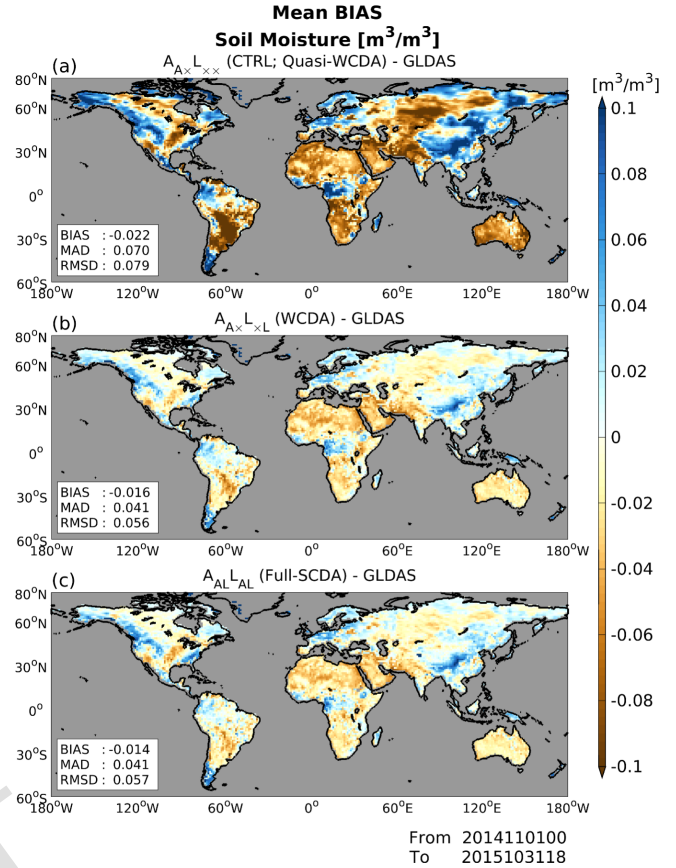 Mean BIAS
Soil Moisture [m³/m³]
(a) A_A×L_×× (CTRL; Quasi-WCDA) - GLDAS
[m³/m³]
80°N
60°N
30°N
0°
30°S
60°S
BIAS :-0.022
MAD : 0.070
RMSD : 0.079
180°W 120°W 60°W 0° 60°E 120°E 180°W
(b) A_A×L_×L (WCDA) - GLDAS
80°N
60°N
30°N
0°
30°S
60°S
BIAS :-0.016
MAD : 0.041
RMSD : 0.056
180°W 120°W 60°W 0° 60°E 120°E 180°W
(c) A_ALL_AL (Full-SCDA) - GLDAS
80°N
60°N
30°N
0°
30°S
60°S
BIAS :-0.014
MAD : 0.041
RMSD : 0.057
180°W 120°W 60°W 0° 60°E 120°E 180°W
0.1
0.08
0.06
0.04
0.02
0
-0.02
-0.04
-0.06
-0.08
-0.1
From 2014110100
To 2015103118